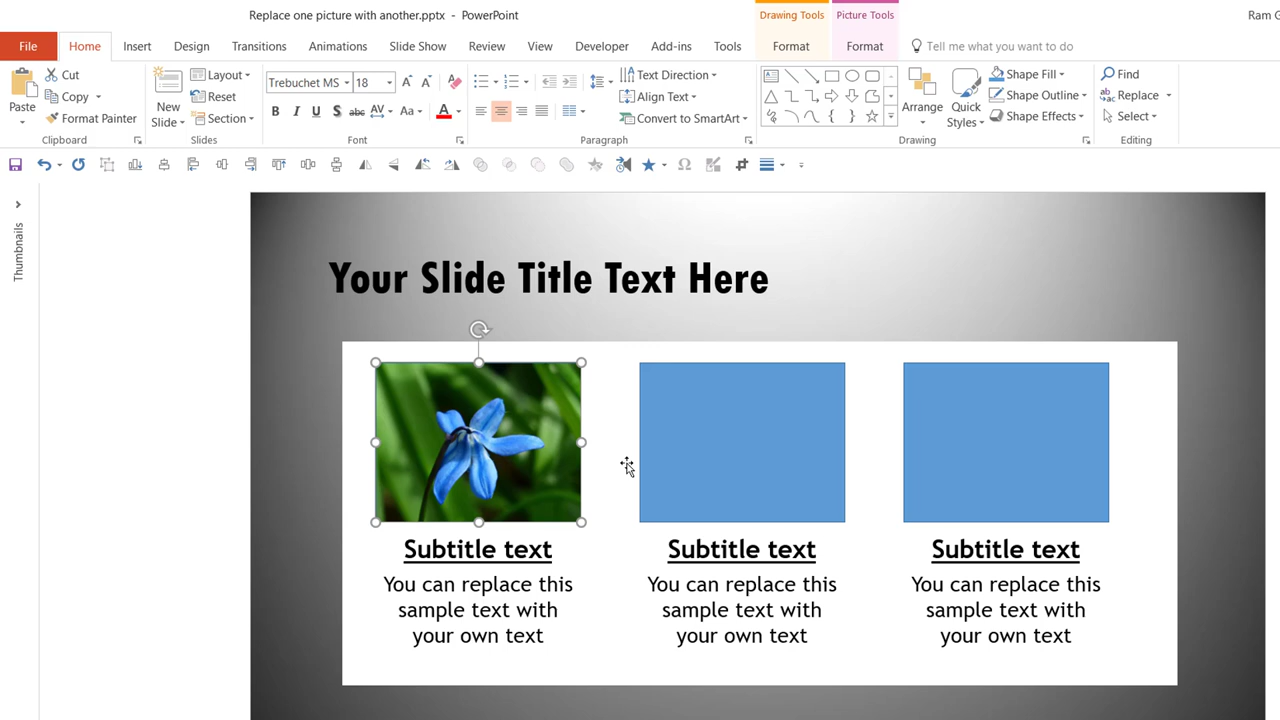 Replace one picture with another.pptx - PowerPoint
Drawing Tools
Picture Tools
Ram G
File
Home
Insert
Design
Transitions
Animations
Slide Show
Review
View
Developer
Add-ins
Tools
Format
Format
Tell me what you want to do
Paste
Cut
Copy
Format Painter
Clipboard
New
Slide
Layout
Reset
Section
Slides
Trebuchet MS
18
A
A
B
I
U
S
abc
AV
Aa
A
Font
Text Direction
Align Text
Convert to SmartArt
Paragraph
Arrange
Quick
Styles
Shape Fill
Shape Outline
Shape Effects
Drawing
Find
Replace
Select
Editing
Thumbnails
Your Slide Title Text Here
Subtitle text
You can replace this
sample text with
your own text
Subtitle text
You can replace this
sample text with
your own text
Subtitle text
You can replace this
sample text with
your own text